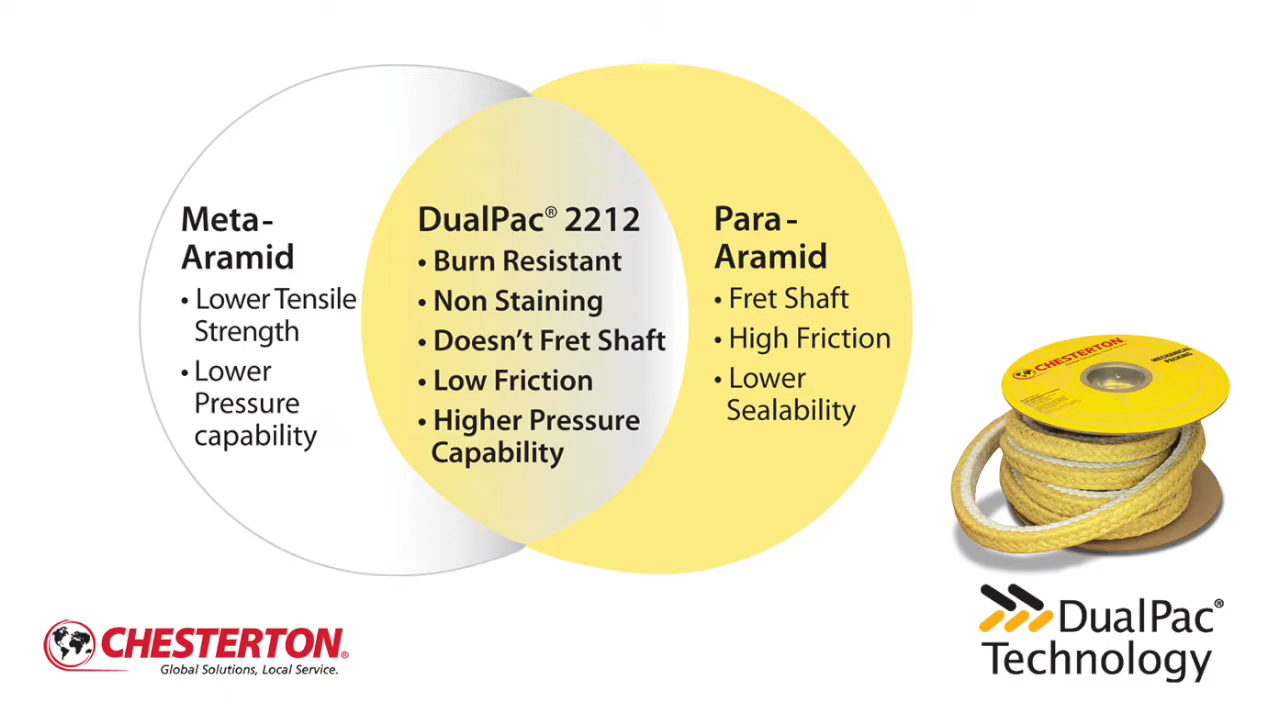 Meta-
Aramid
• Lower Tensile
Strength
• Lower
Pressure
capability
DualPac® 2212
• Burn Resistant
• Non Staining
• Doesn't Fret Shaft
• Low Friction
• Higher Pressure
Capability
Para-
Aramid
• Fret Shaft
• High Friction
• Lower
Sealability
CHESTERTON
MECHANICAL
PACKING
CHESTERTON®
Global Solutions, Local Service.
DualPac®
Technology